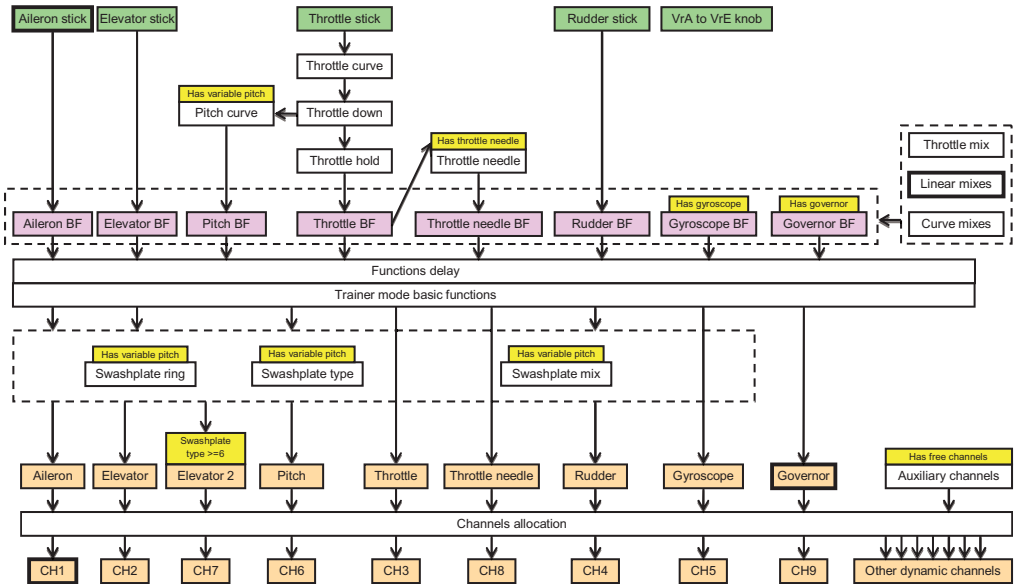 Aileron stick
Elevator stick
Throttle stick
Rudder stick
VrA to VrE knob
Throttle curve
Has variable pitch
Pitch curve
Throttle down
Has throttle needle
Throttle needle
Throttle hold
Throttle mix
Linear mixes
Curve mixes
Has gyroscope
Has governor
Aileron BF
Elevator BF
Pitch BF
Throttle BF
Throttle needle BF
Rudder BF
Gyroscope BF
Governor BF
Functions delay
Trainer mode basic functions
Has variable pitch
Swashplate ring
Has variable pitch
Swashplate type
Has variable pitch
Swashplate mix
Swashplate
type >=6
Has free channels
Aileron
Elevator
Elevator 2
Pitch
Throttle
Throttle needle
Rudder
Gyroscope
Governor
Auxiliary channels
Channels allocation
CH1
CH2
CH7
CH6
CH3
CH8
CH4
CH5
CH9
Other dynamic channels